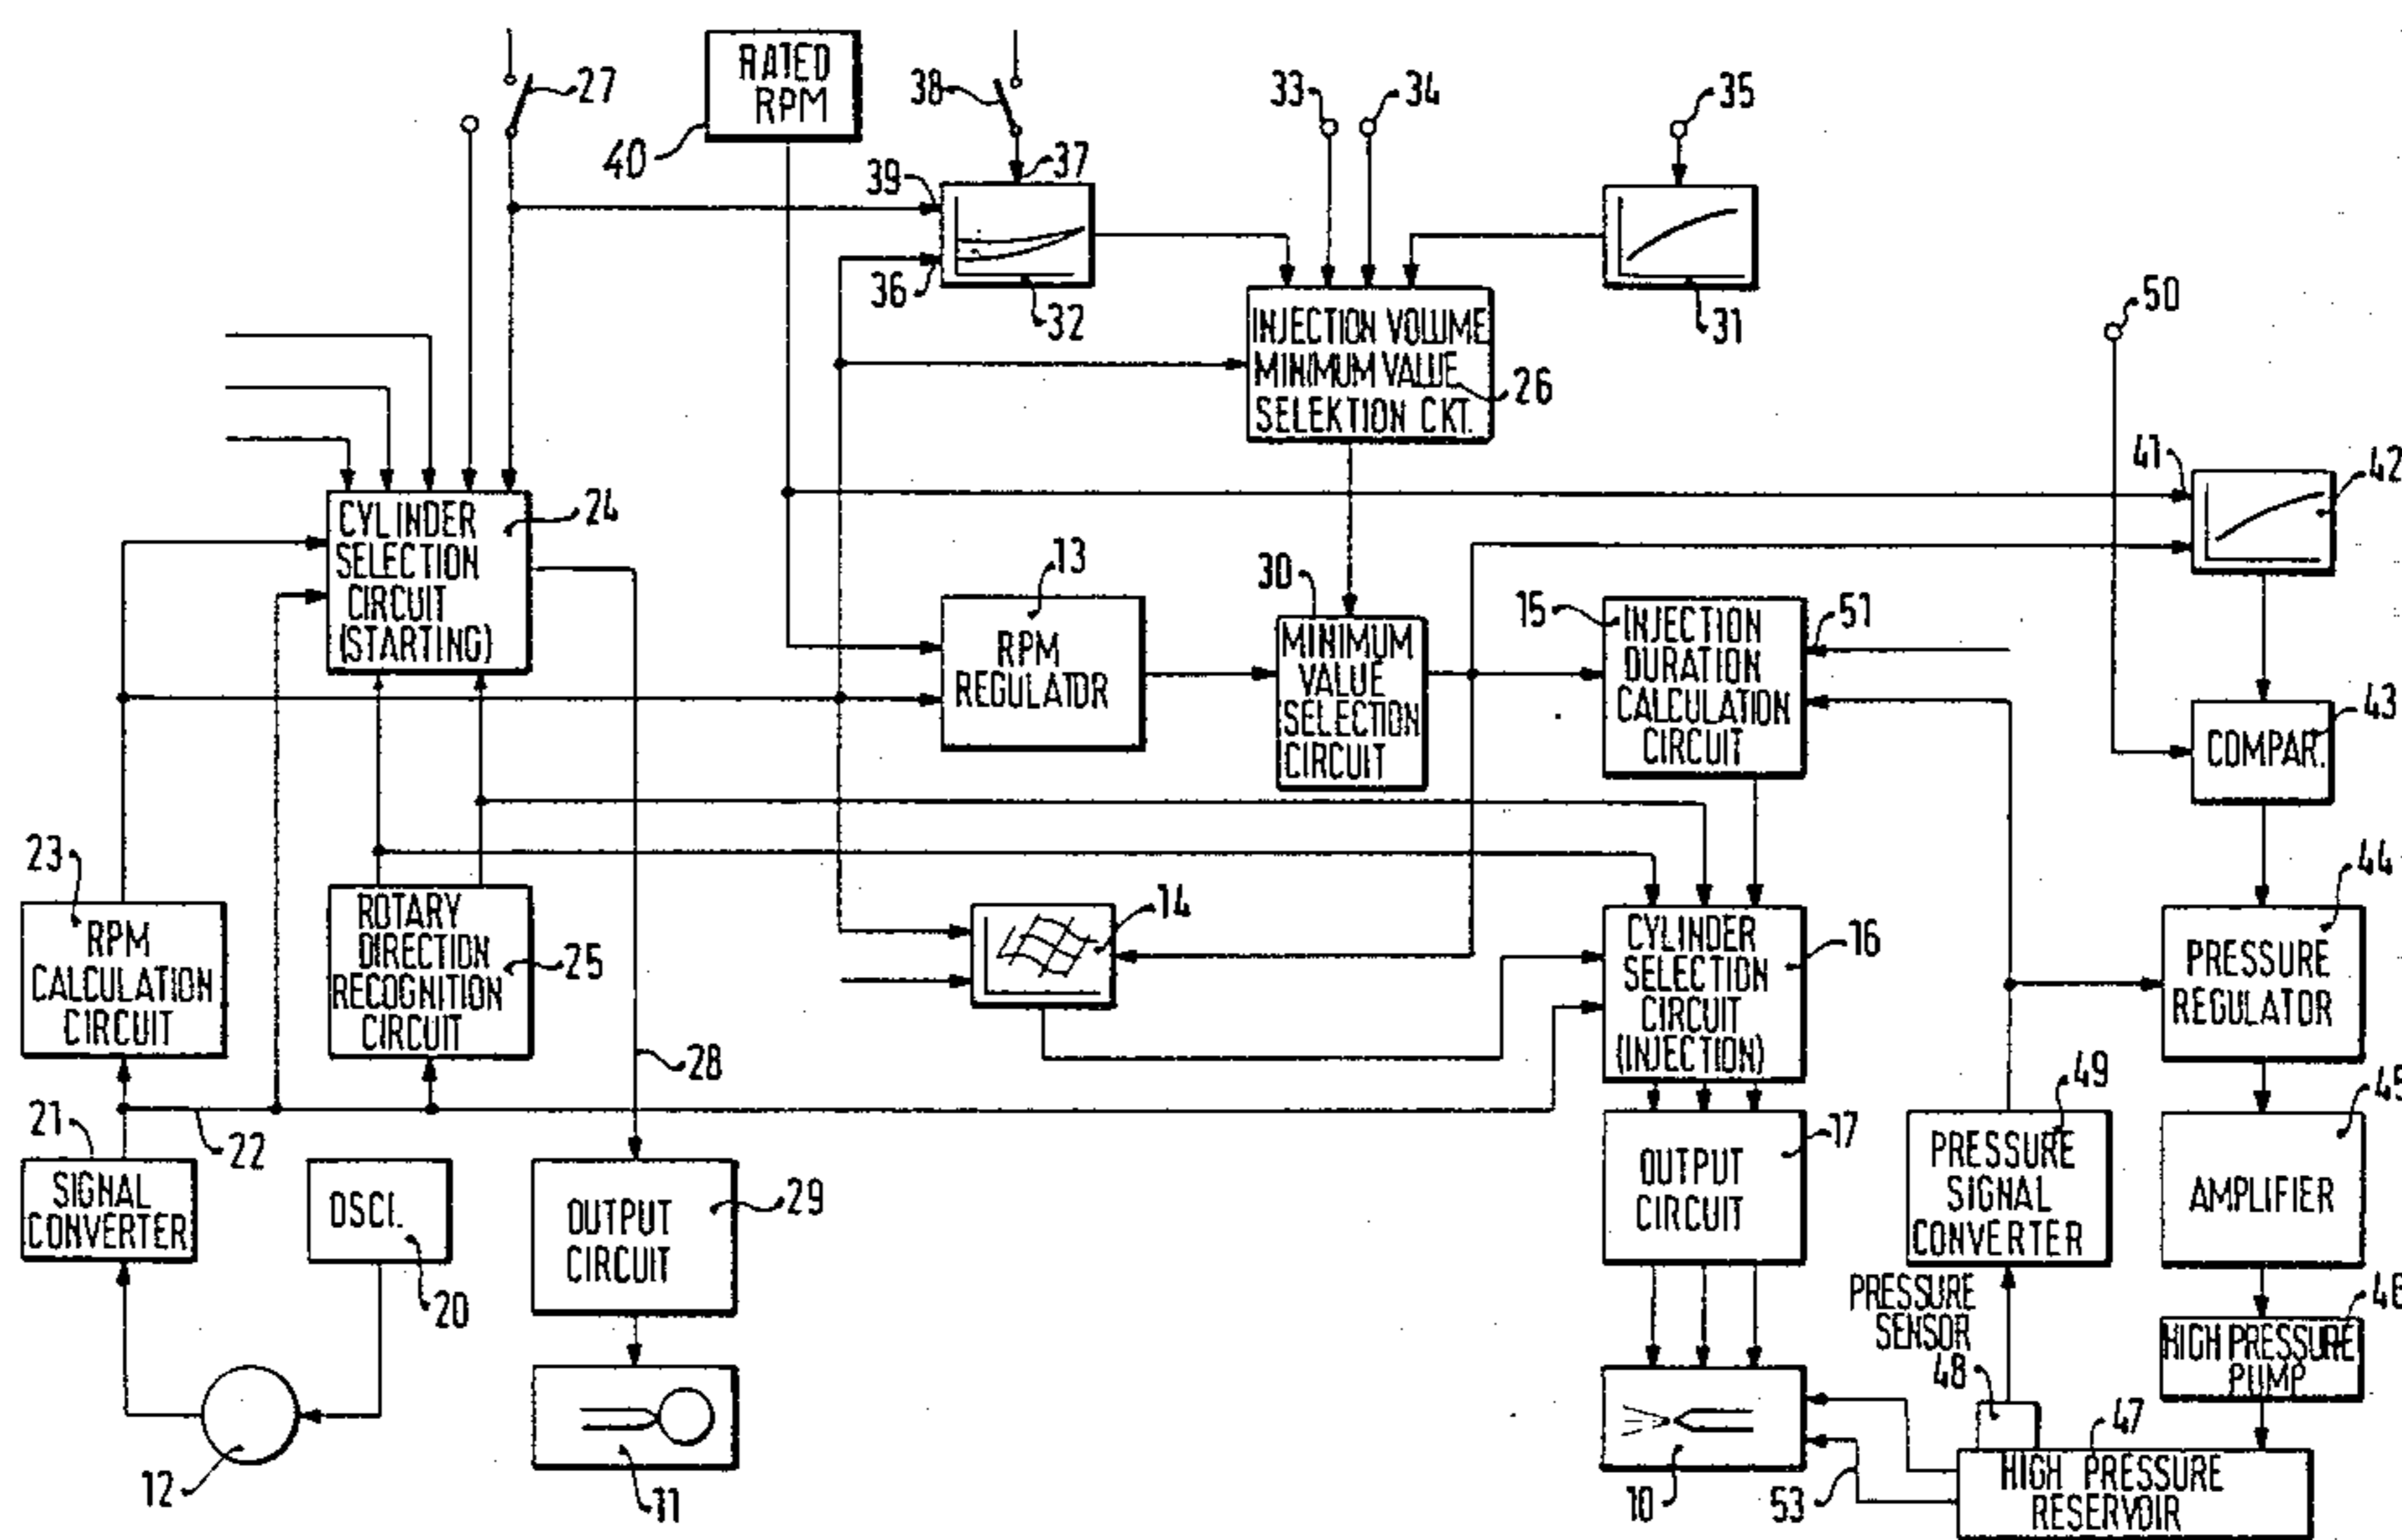 27
RATED
RPM
40
38
37
39
36
32
33
34
35
31
INJECTION VOLUME
MINIMUM VALUE
SELEKTION CKT.
26
50
41
42
CYLINDER
SELECTION
CIRCUIT
(STARTING)
24
13
RPM
REGULATOR
30
MINIMUM
VALUE
SELECTION
CIRCUIT
15
INJECTION
DURATION
CALCULATION
CIRCUIT
51
COMPAR.
43
23
RPM
CALCULATION
CIRCUIT
ROTARY
DIRECTION
RECOGNITION
CIRCUIT
25
14
CYLINDER
SELECTION
CIRCUIT
(INJECTION)
16
44
PRESSURE
REGULATOR
21
22
SIGNAL
CONVERTER
OSCI.
20
28
OUTPUT
CIRCUIT
29
OUTPUT
CIRCUIT
17
49
PRESSURE
SIGNAL
CONVERTER
45
AMPLIFIER
PRESSURE
SENSOR
48
46
HIGH PRESSURE
PUMP
12
11
10
53
47
HIGH PRESSURE
RESERVOIR